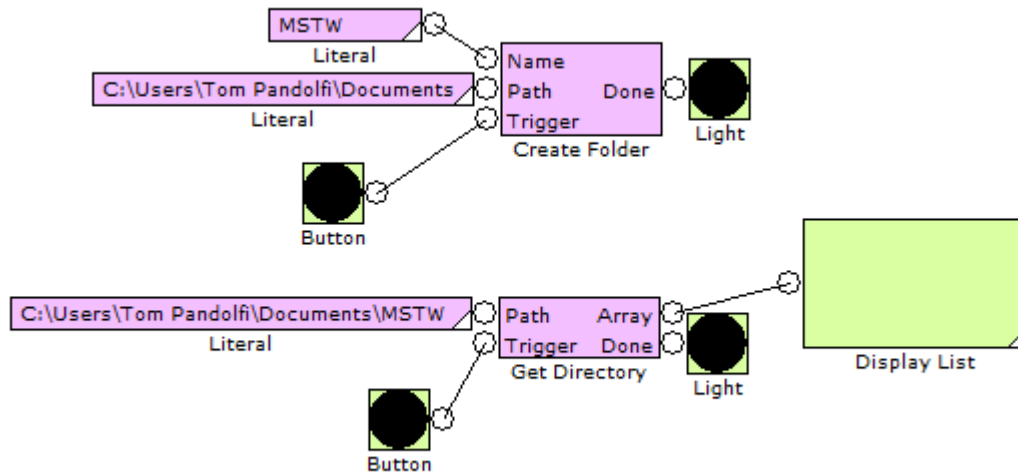 MSTW
Literal
Name
C:\Users\Tom Pandolfi\Documents
Path Done
Literal
Trigger
Light
Create Folder
Button
C:\Users\Tom Pandolfi\Documents\MSTW
Path Array
Literal
Trigger Done
Get Directory
Light
Display List
Button